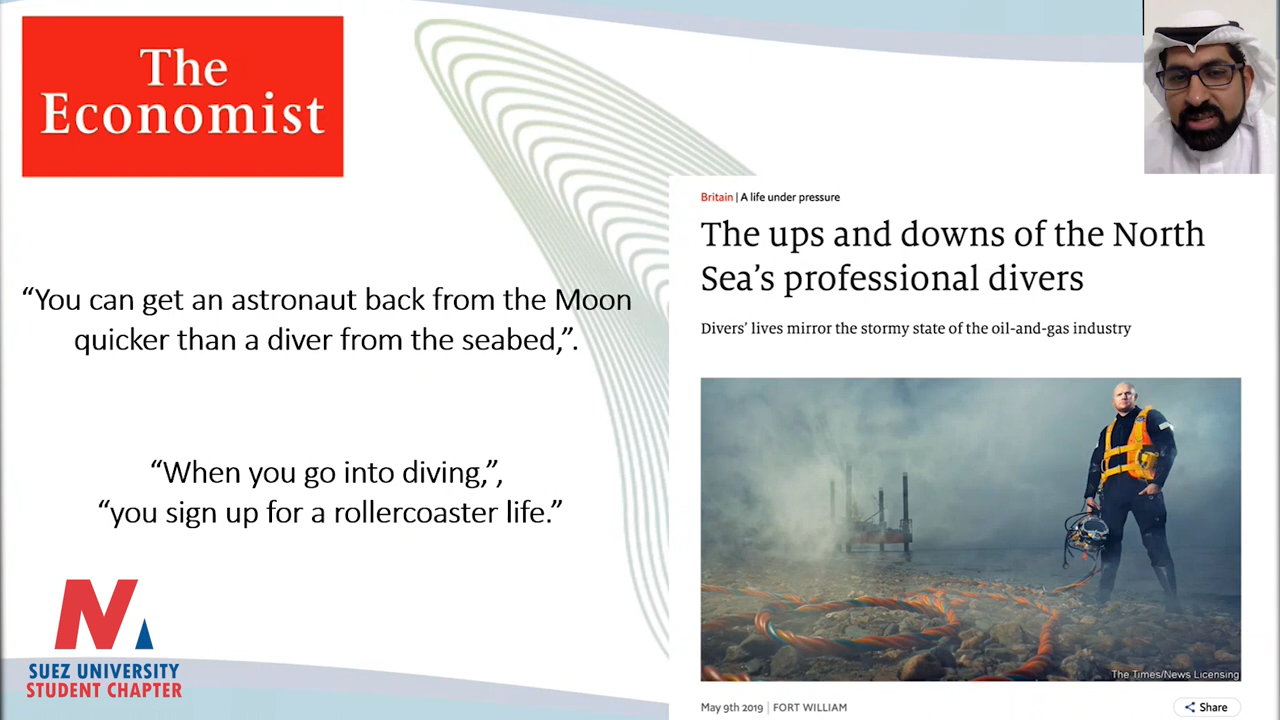 The
Economist
“You can get an astronaut back from the Moon
quicker than a diver from the seabed,”.
“When you go into diving,”,
“you sign up for a rollercoaster life.”
SUEZ UNIVERSITY
STUDENT CHAPTER
Britain | A life under pressure
The ups and downs of the North
Sea’s professional divers
Divers’ lives mirror the stormy state of the oil-and-gas industry
The Times/News Licensing
May 9th 2019 | FORT WILLIAM
Share